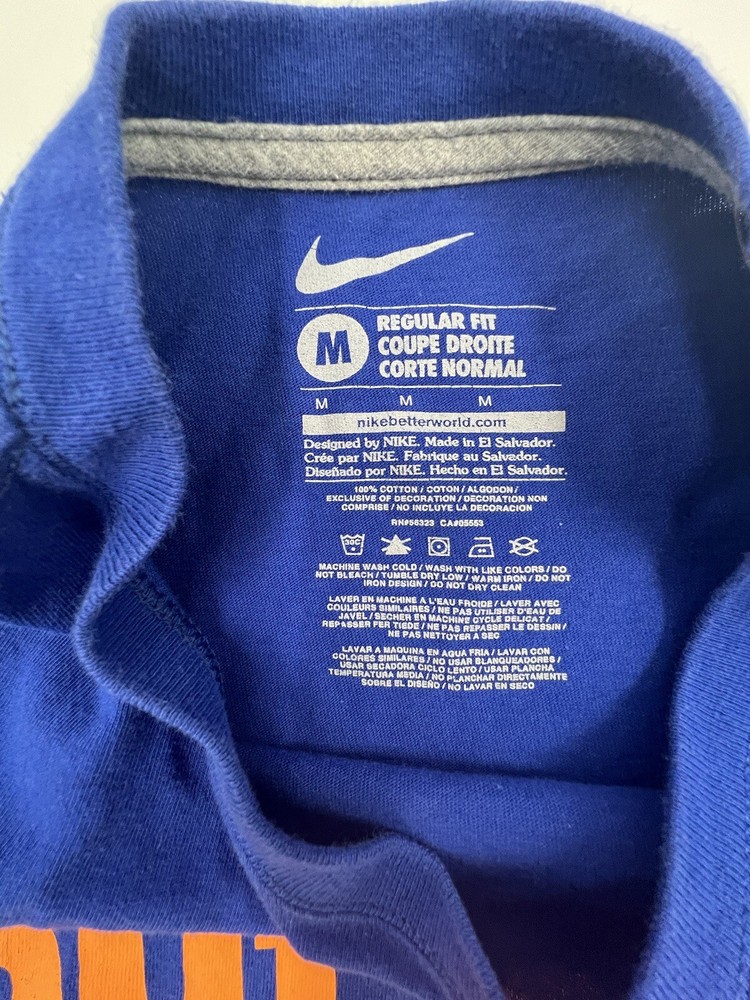 M
REGULAR FIT
COUPE DROITE
CORTE NORMAL
M M M
nikebetterworld.com
Designed by NIKE. Made in El Salvador.
Crée par NIKE. Fabrique au Salvador.
Diseñado por NIKE. Hecho en El Salvador.
100% COTTON / COTON / ALGODON /
EXCLUSIVE OF DECORATION / DECORATION NON
COMPRISE / NO INCLUYE LA DECORACION
RN#56323 CA#05553
30C
MACHINE WASH COLD / WASH WITH LIKE COLORS / DO
NOT BLEACH / TUMBLE DRY LOW / WARM IRON / DO NOT
IRON DESIGN / DO NOT DRY CLEAN
LAVER EN MACHINE A L'EAU FROIDE / LAVER AVEC
COULEURS SIMILAIRES / NE PAS UTILISER D'EAU DE
JAVEL / SECHER EN MACHINE CYCLE DELICAT /
REPASSER FER TIEDE / NE PAS REPASSER LE DESSIN /
NE PAS NETTOYER A SEC
LAVAR A MAQUINA EN AQUA FRIA / LAVAR CON
COLORES SIMILARES / NO USAR BLANQUEADORES /
USAR SECADORA CICLO LENTO / USAR PLANCHA
TEMPERATURA MEDIA / NO PLANCHAR DIRECTAMENTE
SOBRE EL DISEÑO / NO LAVAR EN SECO